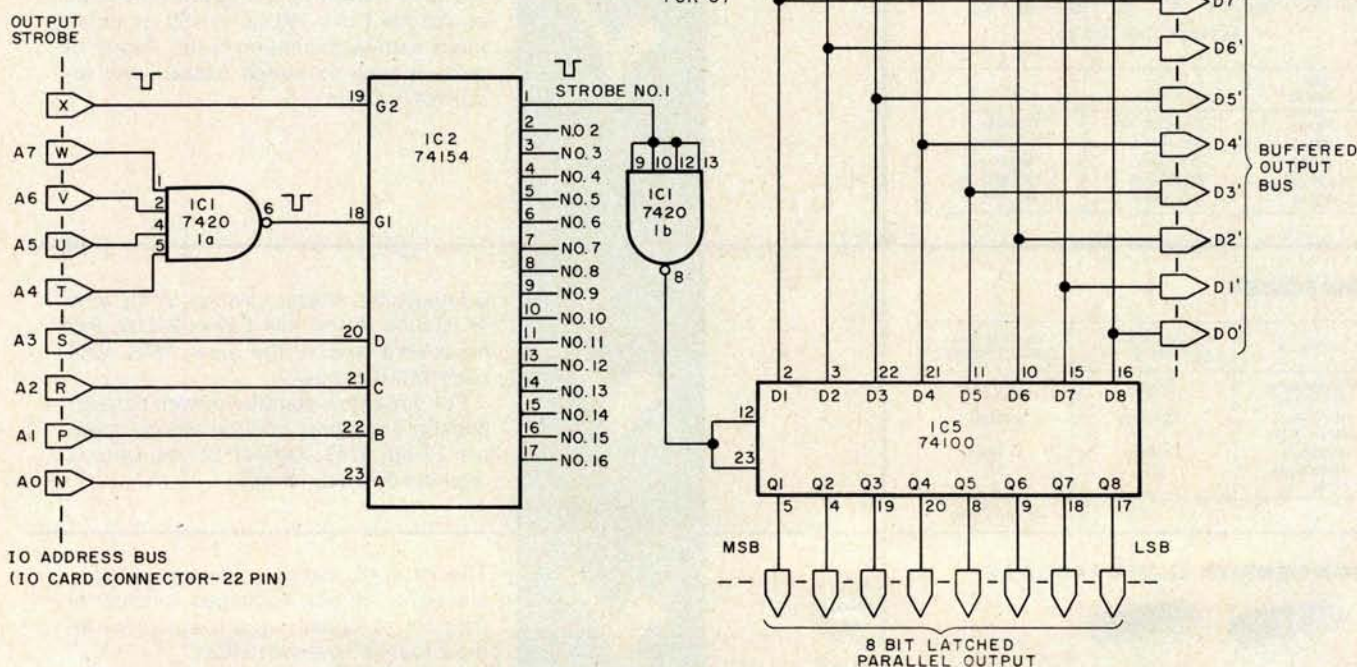 OUTPUT
STROBE
X
A7 W
A6 V
A5 U
A4 T
A3 S
A2 R
A1 P
A0 N
IO ADDRESS BUS
(IO CARD CONNECTOR-22 PIN)
1
2
4
5
IC1
7420
1a
6
19 G2
18 G1
20 D
21 C
22 B
23 A
IC2
74154
1 STROBE NO.1
2 NO.2
3 NO.3
4 NO.4
5 NO.5
6 NO.6
7 NO.7
8 NO.8
9 NO.9
10 NO.10
11 NO.11
13 NO.12
14 NO.13
15 NO.14
16 NO.15
17 NO.16
9 10 12 13
IC1
7420
1b
8
D7'
D6'
D5'
D4'
D3'
D2'
D1'
D0'
BUFFERED
OUTPUT
BUS
2 3 22 21 11 10 15 16
D1 D2 D3 D4 D5 D6 D7 D8
12
23
IC5
74100
Q1 Q2 Q3 Q4 Q5 Q6 Q7 Q8
5 4 19 20 8 9 18 17
MSB LSB
8 BIT LATCHED
PARALLEL OUTPUT